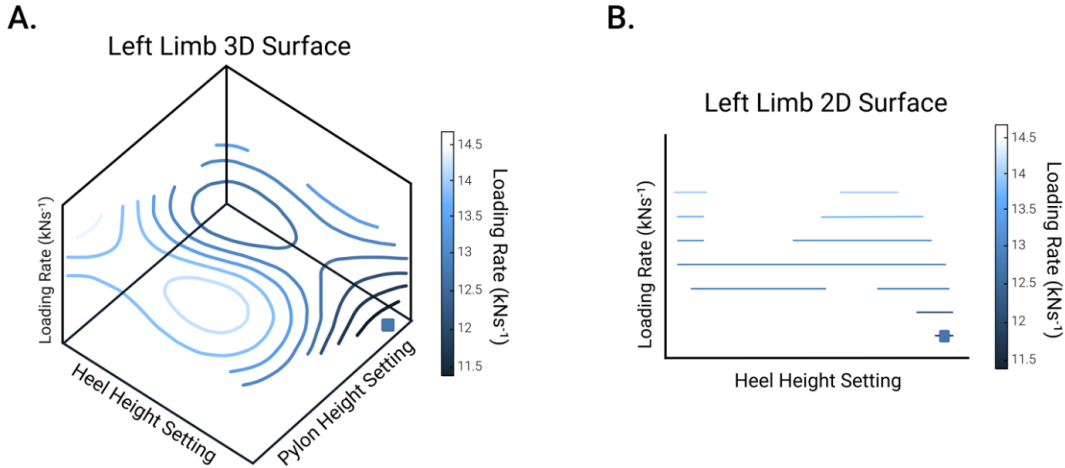 A.
Left Limb 3D Surface
Loading Rate (kNs⁻¹)
Heel Height Setting
Pylon Height Setting
14.5
14
13.5
13
12.5
12
11.5
Loading Rate (kNs⁻¹)
B.
Left Limb 2D Surface
Loading Rate (kNs⁻¹)
Heel Height Setting
14.5
14
13.5
13
12.5
12
11.5
Loading Rate (kNs⁻¹)